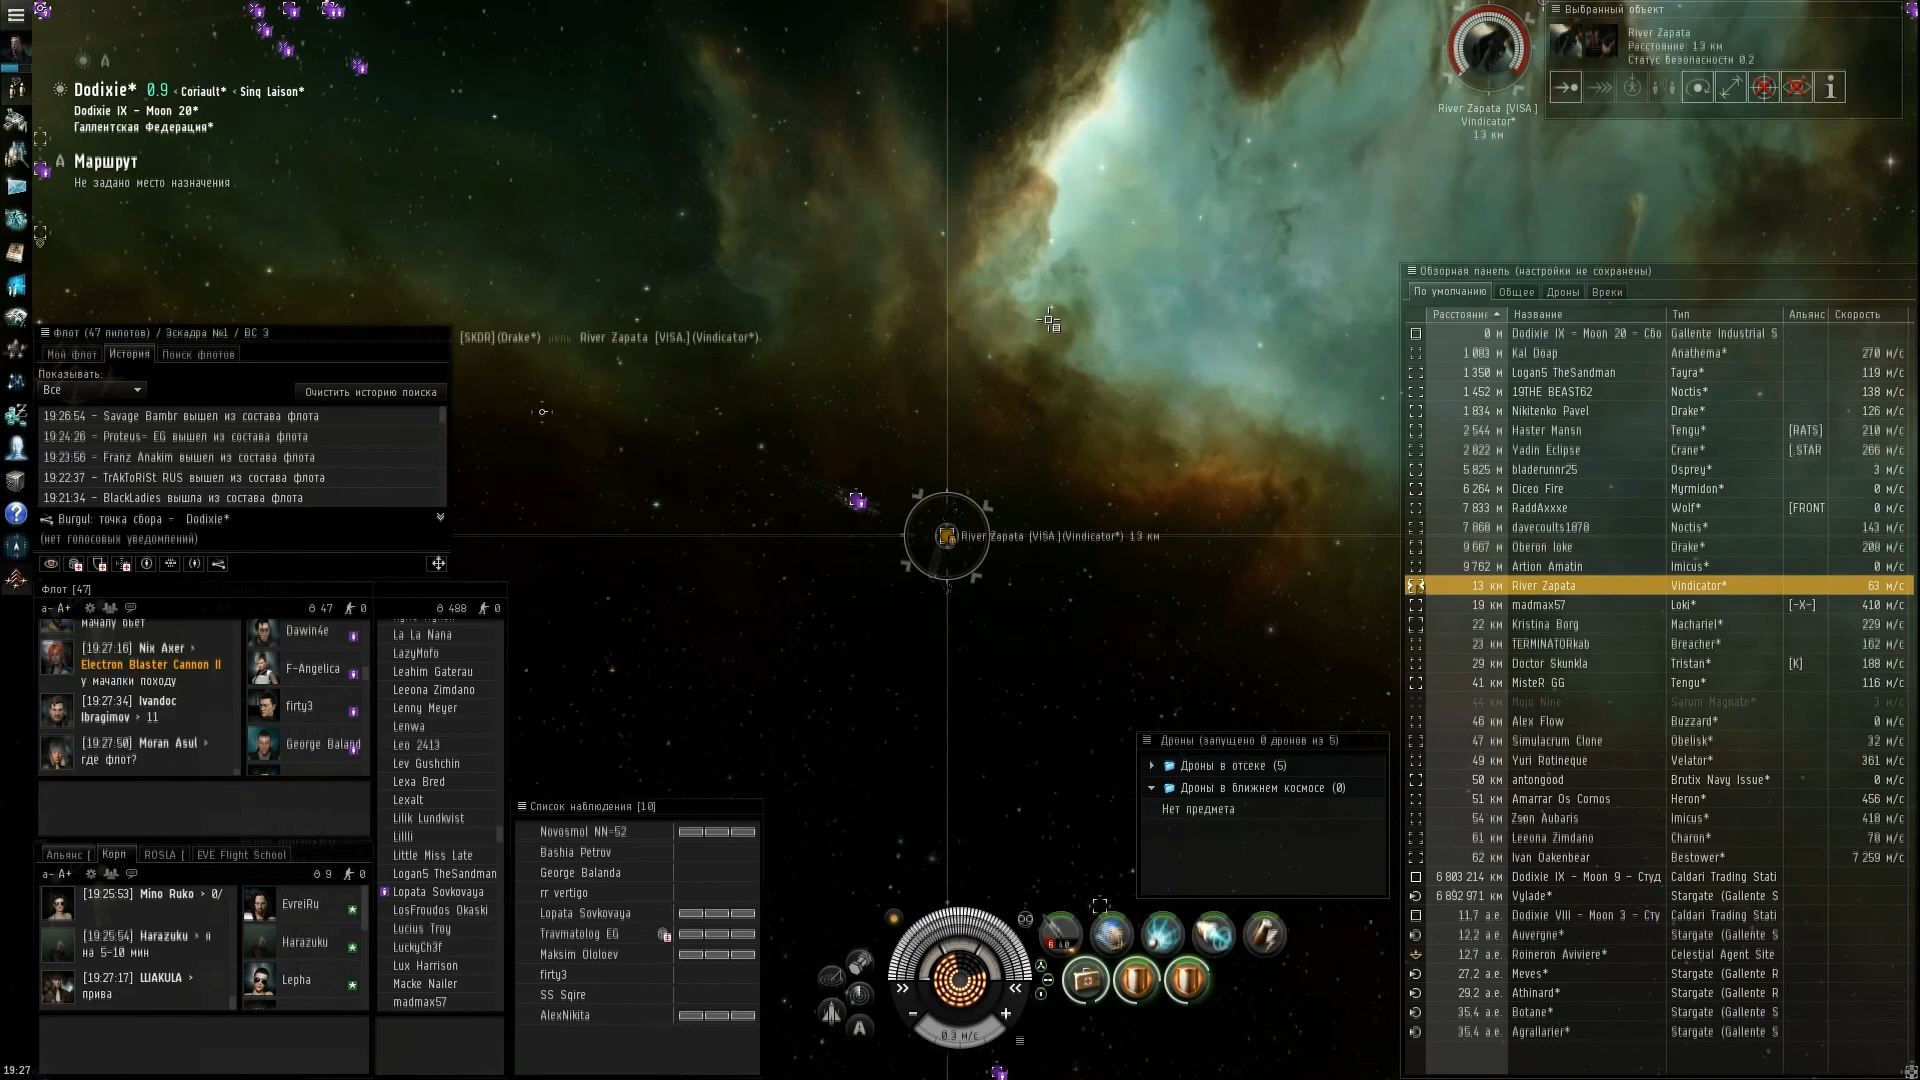 Dodixie* 0.9 < Coriault* < Sinq Laison*
Dodixie IX - Moon 20*
Галлентская Федерация*
Маршрут
Не задано место назначения
Выбранный объект
River Zapata
Расстояние: 13 км
Статус безопасности 0,2
River Zapata [VISA.]
Vindicator*
13 км
[SKDR](Drake*) цель River Zapata [VISA.](Vindicator*)
River Zapata [VISA.](Vindicator*) 13 км
Флот (47 пилотов) / Эскадра №1 / ВС 3
Мой флот История Поиск флотов
Показывать:
Все
Очистить историю поиска
19:26:54 - Savage Bambr вышел из состава флота
19:24:26 - Proteus- EG вышел из состава флота
19:23:56 - Franz Anakim вышел из состава флота
19:22:37 - TrAkToRiSt RUS вышел из состава флота
19:21:34 - BlackLadies вышла из состава флота
Burgul: точка сбора - Dodixie*
(нет голосовых уведомлений)
Флот [47]
a- A+ 47 0
мачалу бьет
[19:27:16] Nix Axer >
Electron Blaster Cannon II
у мачалки походу
[19:27:34] Ivandoc
Ibragimov > 11
[19:27:50] Moran Asul >
где флот?
Dawin4e
F-Angelica
firty3
George Baland
488 0
La La Nana
LazyMofo
Leahim Gaterau
Leeona Zimdano
Lenny Meyer
Lenwa
Leo 2413
Lev Gushchin
Lexa Bred
Lexalt
Lilik Lundkvist
Lillli
Little Miss Late
Logan5 TheSandman
Lopata Sovkovaya
LosFroudos Okaski
Lucius Troy
LuckyCh3f
Lux Harrison
Macke Nailer
madmax57
Альянс [ Корп ROSLA [ EVE Flight School
a- A+ 9 0
[19:25:53] Mino Ruko > 0/
[19:25:54] Harazuku > я
на 5-10 мин
[19:27:17] LLIAKULA >
прива
EvreiRu
Harazuku
Lepha
19:27
Список наблюдения [10]
Novosmol NN-52
Bashia Petrov
George Balanda
rr vertigo
Lopata Sovkovaya
Travmatolog EG
Maksim Ololoev
firty3
SS Sqire
AlexNikita
Дроны (запущено 0 дронов из 5)
Дроны в отсеке (5)
Дроны в ближнем космосе (0)
Нет предмета
0,3 м/с
Обзорная панель (настройки не сохранены)
По умолчанию Общее Дроны Вреки
Расстояние Название Тип Альянс Скорость
0 м Dodixie IX - Moon 20 - Сбо Gallente Industrial S
1 083 м Kal Doap Anathema* 270 м/с
1 350 м Logan5 TheSandman Tayra* 119 м/с
1 452 м 19THE BEAST62 Noctis* 138 м/с
1 834 м Nikitenko Pavel Drake* 126 м/с
2 544 м Haster Mansn Tengu* [RATS] 210 м/с
2 822 м Yadin Eclipse Crane* [.STAR 266 м/с
5 825 м bladerunnr25 Osprey* 3 м/с
6 264 м Diceo Fire Myrmidon* 0 м/с
7 833 м RaddAxxxe Wolf* [FRONT 0 м/с
7 868 м davecoults1878 Noctis* 143 м/с
9 667 м Oberon loke Drake* 208 м/с
9 762 м Artion Amatin Imicus* 0 м/с
13 км River Zapata Vindicator* 63 м/с
19 км madmax57 Loki* [-X-] 410 м/с
22 км Kristina Borg Machariel* 229 м/с
23 км TERMINATORkab Breacher* 162 м/с
29 км Doctor Skunkla Tristan* [K] 188 м/с
41 км MisteR GG Tengu* 116 м/с
44 км Mojo Nine Sarum Magnate* 3 м/с
46 км Alex Flow Buzzard* 0 м/с
47 км Simulacrum Clone Obelisk* 32 м/с
49 км Yuri Rotineque Velator* 361 м/с
50 км antongood Brutix Navy Issue* 0 м/с
51 км Amarrar Os Cornos Heron* 456 м/с
54 км Zson Aubaris Imicus* 418 м/с
61 км Leeona Zimdano Charon* 78 м/с
62 км Ivan Oakenbear Bestower* 7 259 м/с
6 803 214 км Dodixie IX - Moon 9 - Студ Caldari Trading Stati
6 892 971 км Vylade* Stargate (Gallente S
11,7 а.е. Dodixie VIII - Moon 3 - Сту Caldari Trading Stati
12,2 а.е. Auvergne* Stargate (Gallente S
12,7 а.е. Roineron Aviviere* Celestial Agent Site
27,2 а.е. Meves* Stargate (Gallente R
29,2 а.е. Athinard* Stargate (Gallente R
35,4 а.е. Botane* Stargate (Gallente S
35,4 а.е. Agrallarier* Stargate (Gallente S